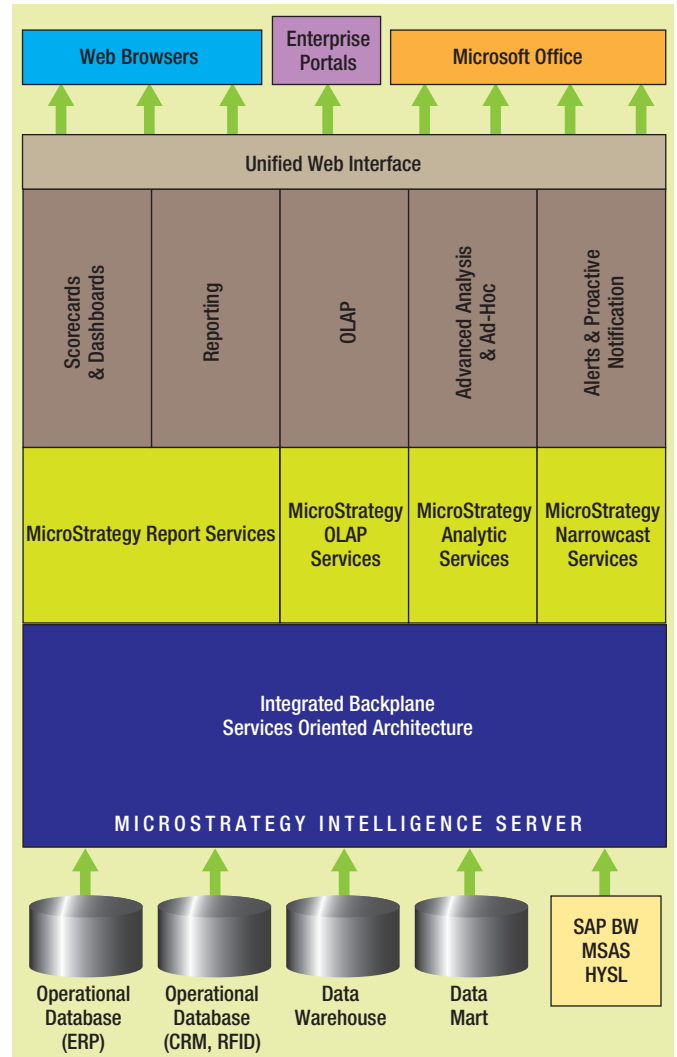 Web Browsers
Enterprise
Portals
Microsoft Office
Unified Web Interface
Scorecards
& Dashboards
Reporting
OLAP
Advanced Analysis
& Ad-Hoc
Alerts & Proactive
Notification
MicroStrategy Report Services
MicroStrategy
OLAP
Services
MicroStrategy
Analytic
Services
MicroStrategy
Narrowcast
Services
Integrated Backplane
Services Oriented Architecture
MICROSTRATEGY INTELLIGENCE SERVER
Operational
Database
(ERP)
Operational
Database
(CRM, RFID)
Data
Warehouse
Data
Mart
SAP BW
MSAS
HYSL